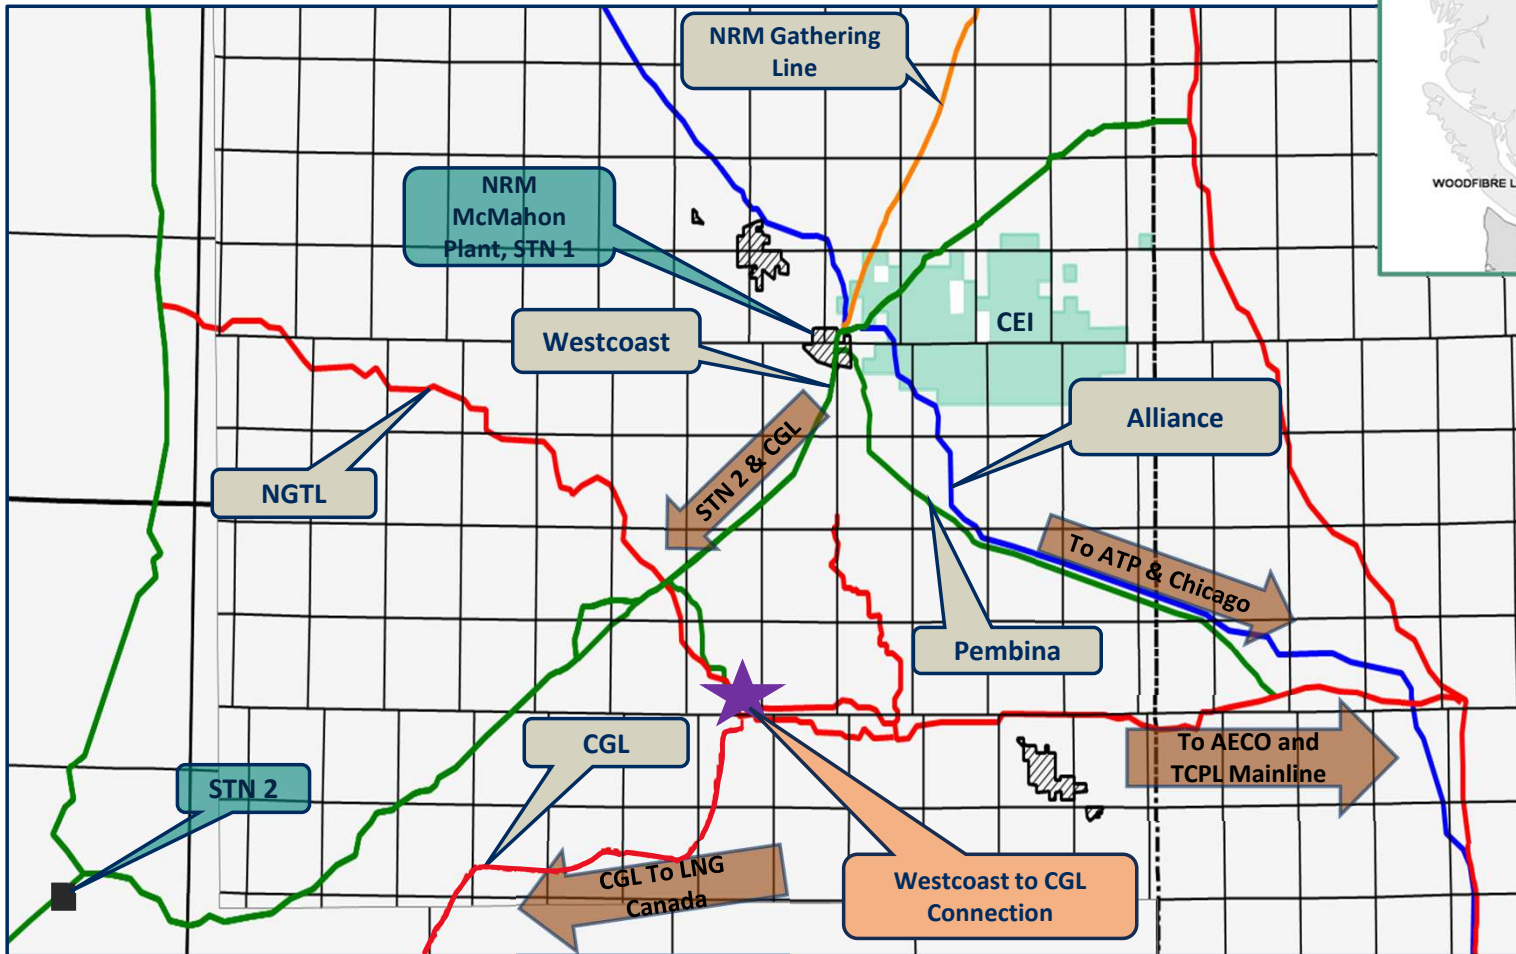 NRM Gathering
Line
WOODFIBRE L
NRM
McMahon
Plant, STN 1
CEI
Westcoast
Alliance
STN 2 & CGL
NGTL
To ATP & Chicago
Pembina
CGL
To AECO and
TCPL Mainline
STN 2
CGL To LNG
Canada
Westcoast to CGL
Connection